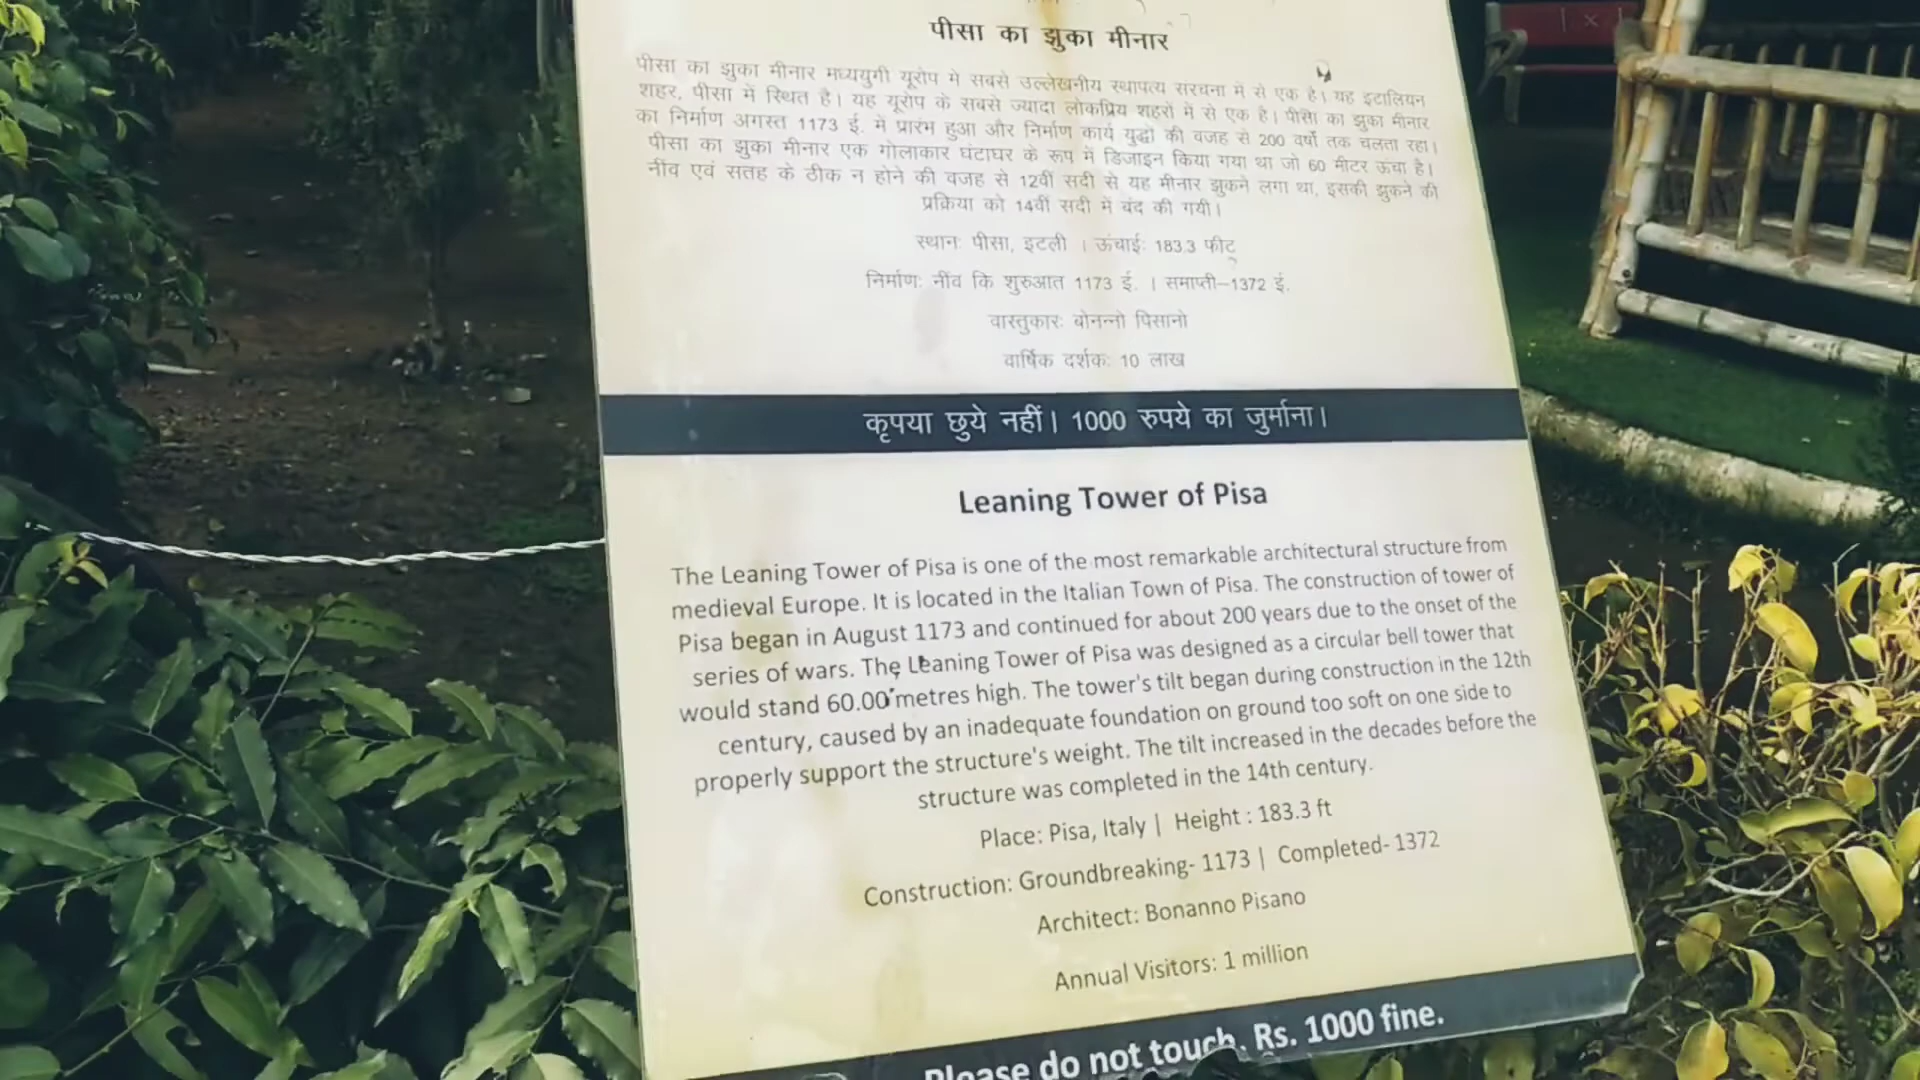 पीसा का झुका मीनार
पीसा का झुका मीनार मध्ययुगी यूरोप मे सबसे उल्लेखनीय स्थापत्य सरचना में से एक है। यह इटालियन
शहर, पीसा में स्थित है। यह यूरोप के सबसे ज्यादा लोकप्रिय शहरों में से एक है। पीसा का झुका मीनार
का निर्माण अगस्त 1173 ई. में प्रारंभ हुआ और निर्माण कार्य युद्धों की वजह से 200 वर्षों तक चलता रहा।
पीसा का झुका मीनार एक गोलाकार घंटाघर के रूप में डिजाइन किया गया था जो 60 मीटर ऊंचा है।
नींव एवं सतह के ठीक न होने की वजह से 12वीं सदी से यह मीनार झुकने लगा था, इसकी झुकने की
प्रक्रिया को 14वीं सदी में बंद की गयी।
स्थानः पीसा, इटली । ऊंचाईः 183.3 फीट
निर्माणः नींव कि शुरुआत 1173 ई. । समाप्ती–1372 इं.
वास्तुकारः बोनन्नो पिसानो
वार्षिक दर्शकः 10 लाख
कृपया छुये नहीं। 1000 रुपये का जुर्माना।
Leaning Tower of Pisa
The Leaning Tower of Pisa is one of the most remarkable architectural structure from
medieval Europe. It is located in the Italian Town of Pisa. The construction of tower of
Pisa began in August 1173 and continued for about 200 years due to the onset of the
series of wars. The Leaning Tower of Pisa was designed as a circular bell tower that
would stand 60.00 metres high. The tower's tilt began during construction in the 12th
century, caused by an inadequate foundation on ground too soft on one side to
properly support the structure's weight. The tilt increased in the decades before the
structure was completed in the 14th century.
Place: Pisa, Italy | Height : 183.3 ft
Construction: Groundbreaking- 1173 | Completed- 1372
Architect: Bonanno Pisano
Annual Visitors: 1 million
Please do not touch. Rs. 1000 fine.